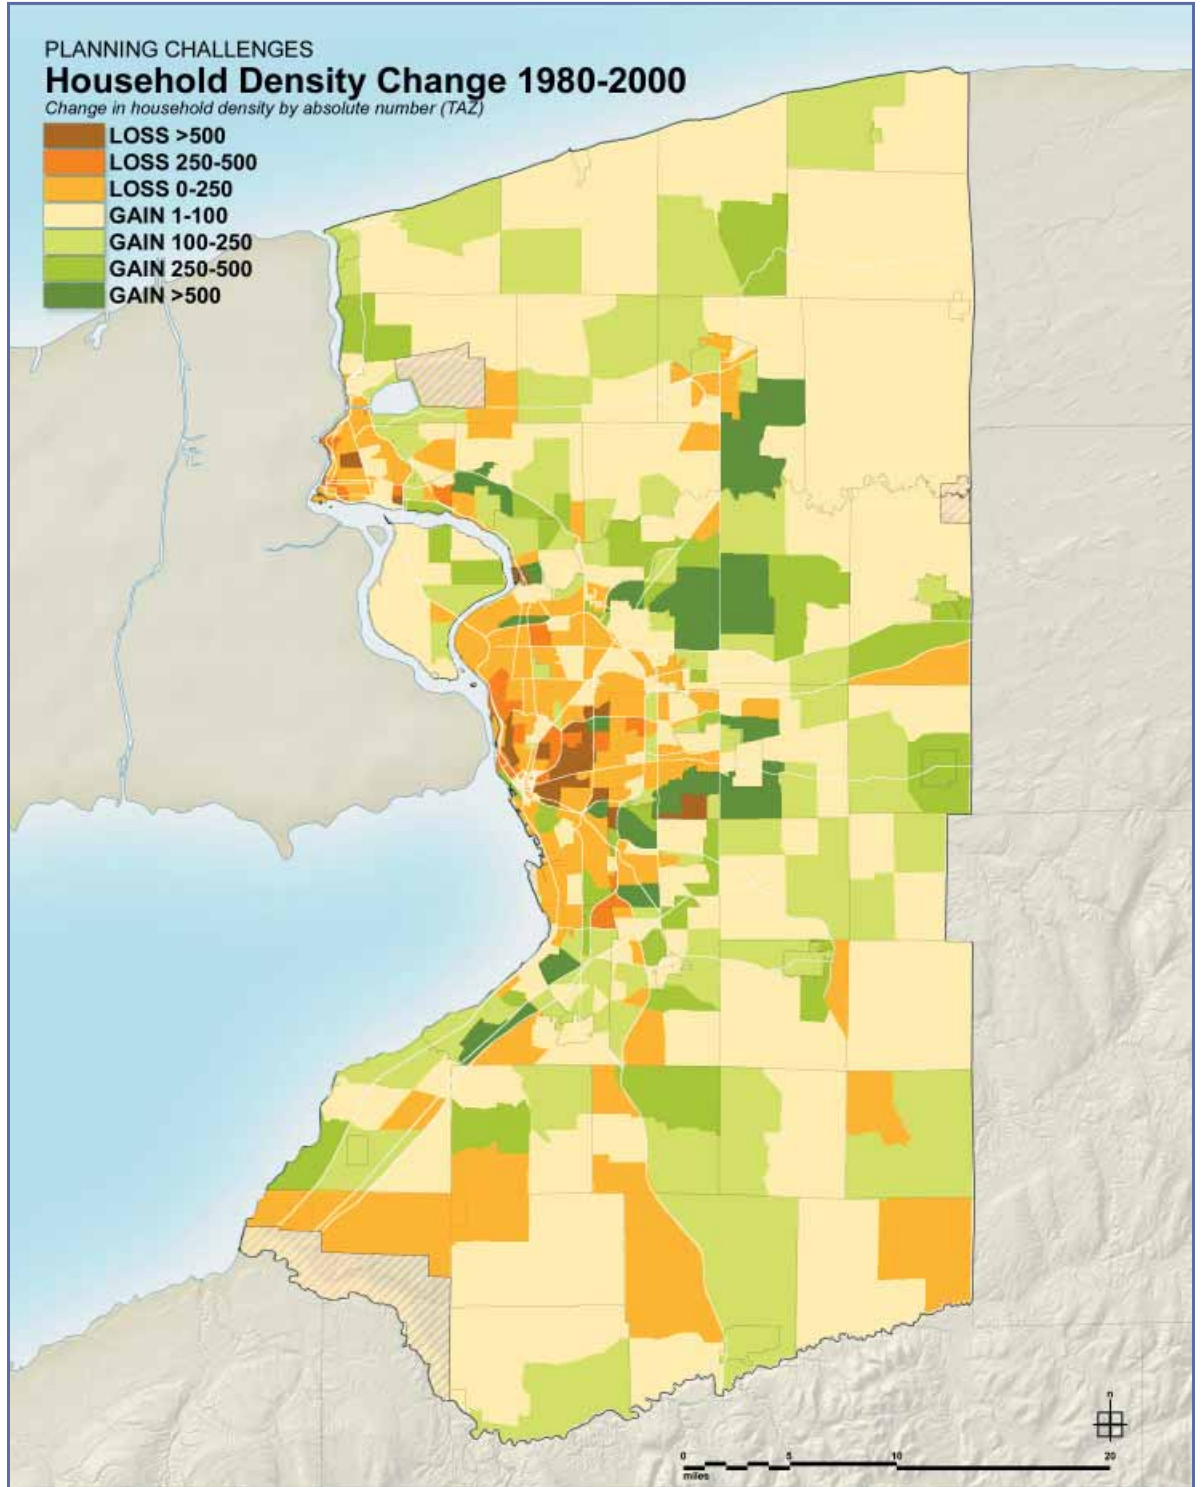 PLANNING CHALLENGES
Household Density Change 1980-2000
Change in household density by absolute number (TAZ)
LOSS >500
LOSS 250-500
LOSS 0-250
GAIN 1-100
GAIN 100-250
GAIN 250-500
GAIN >500
n
0 5 10 20
miles